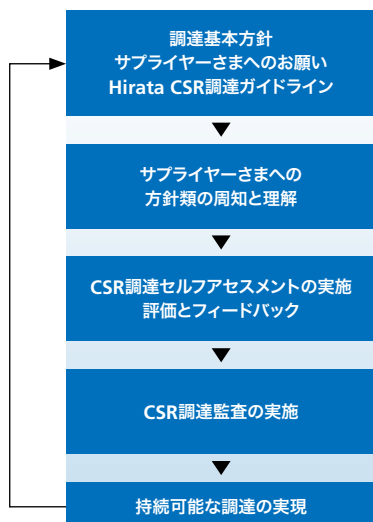 調達基本方針
サプライヤーさまへのお願い
Hirata CSR調達ガイドライン
サプライヤーさまへの
方針類の周知と理解
CSR調達セルフアセスメントの実施
評価とフィードバック
CSR調達監査の実施
持続可能な調達の実現